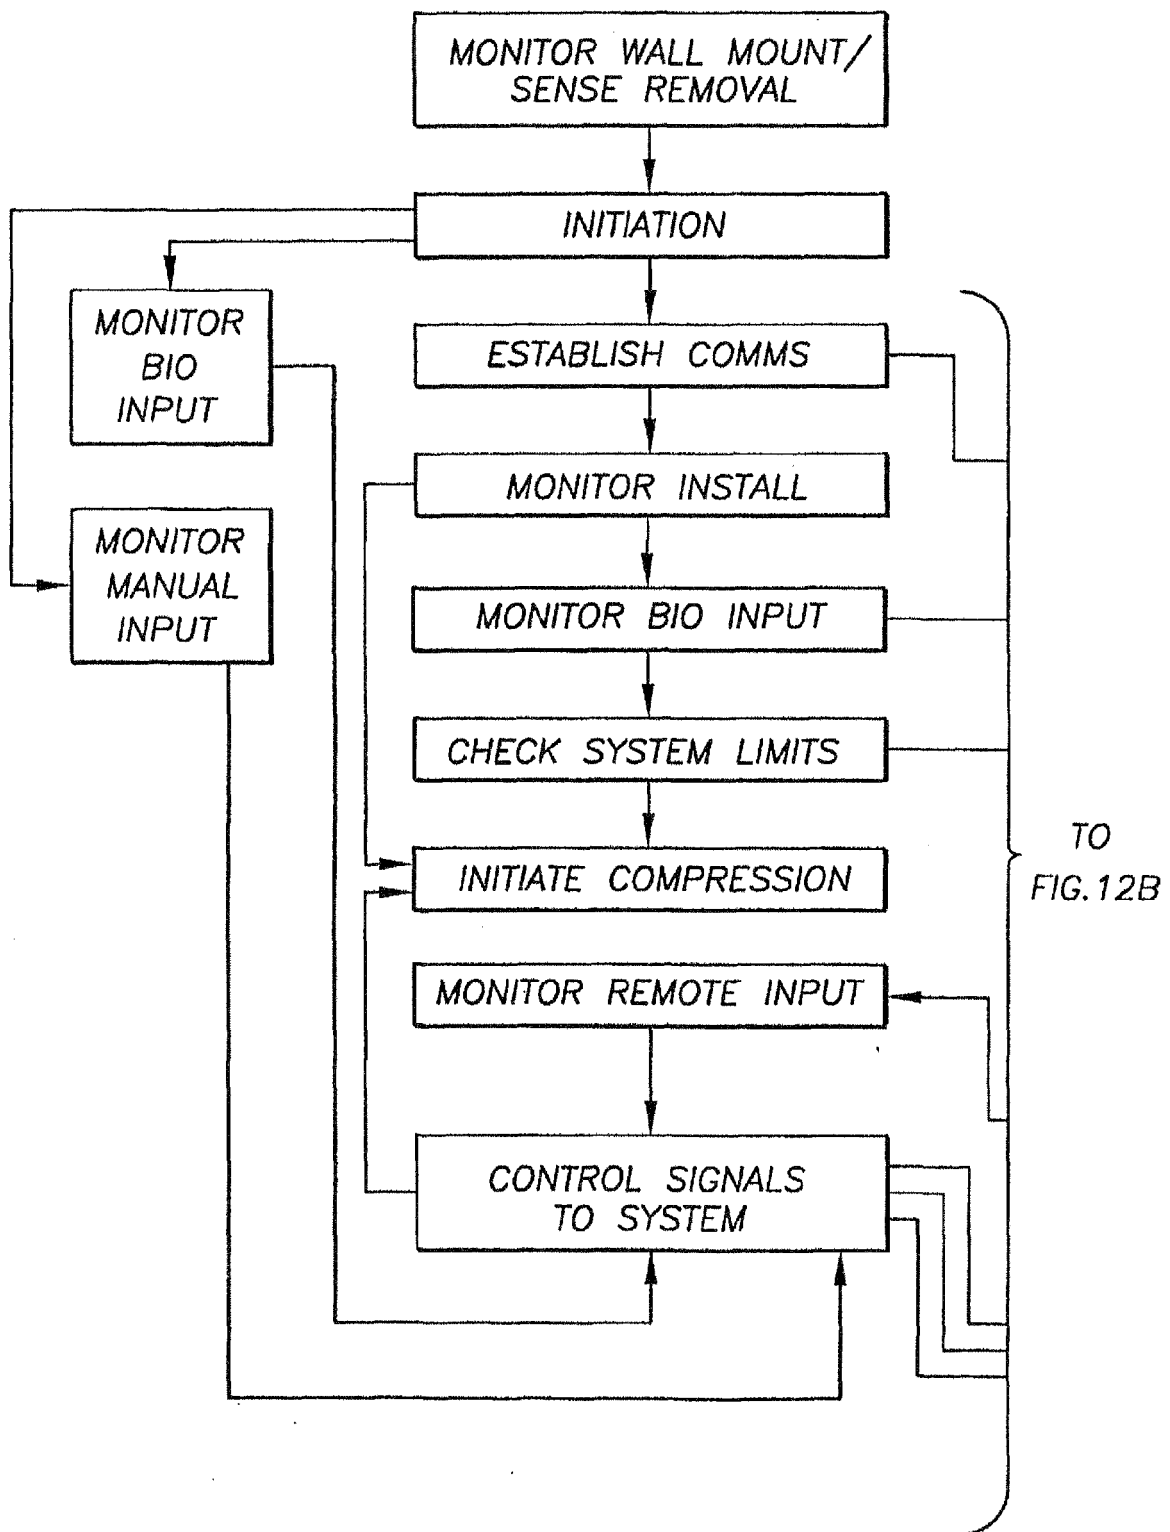 MONITOR WALL MOUNT/
SENSE REMOVAL
INITIATION
MONITOR
BIO
INPUT
ESTABLISH COMMS
MONITOR INSTALL
MONITOR
MANUAL
INPUT
MONITOR BIO INPUT
CHECK SYSTEM LIMITS
INITIATE COMPRESSION
TO
FIG.12B
MONITOR REMOTE INPUT
CONTROL SIGNALS
TO SYSTEM